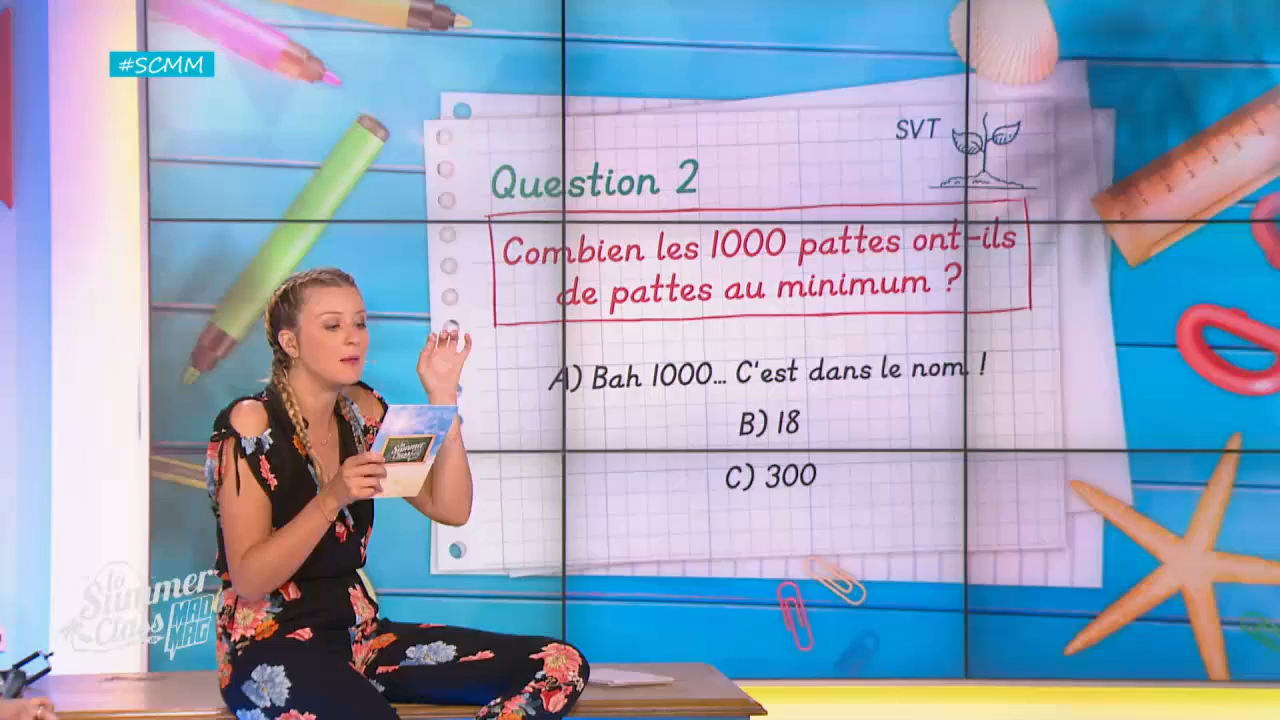 #SCMM
SVT
Question 2
Combien les 1000 pattes ont-ils
de pattes au minimum ?
A) Bah 1000... C'est dans le nom !
B) 18
C) 300
la
Summer
Class
MAD
MAG